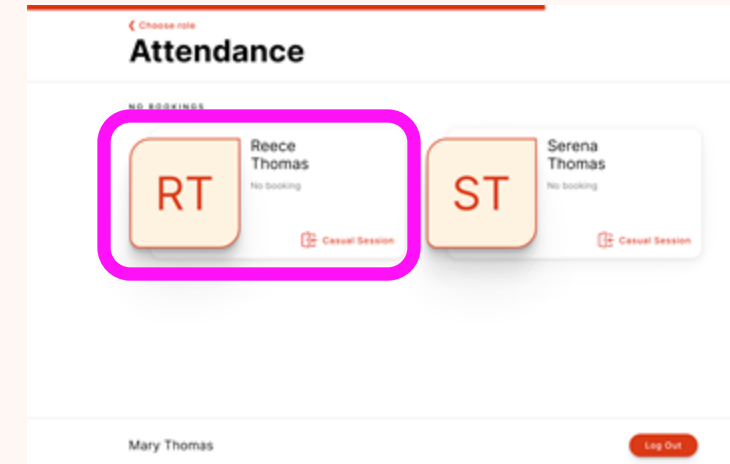 Choose role
Attendance
NO BOOKINGS
RT
Reece
Thomas
No booking
Casual Session
ST
Serena
Thomas
No booking
Casual Session
Mary Thomas
Log Out